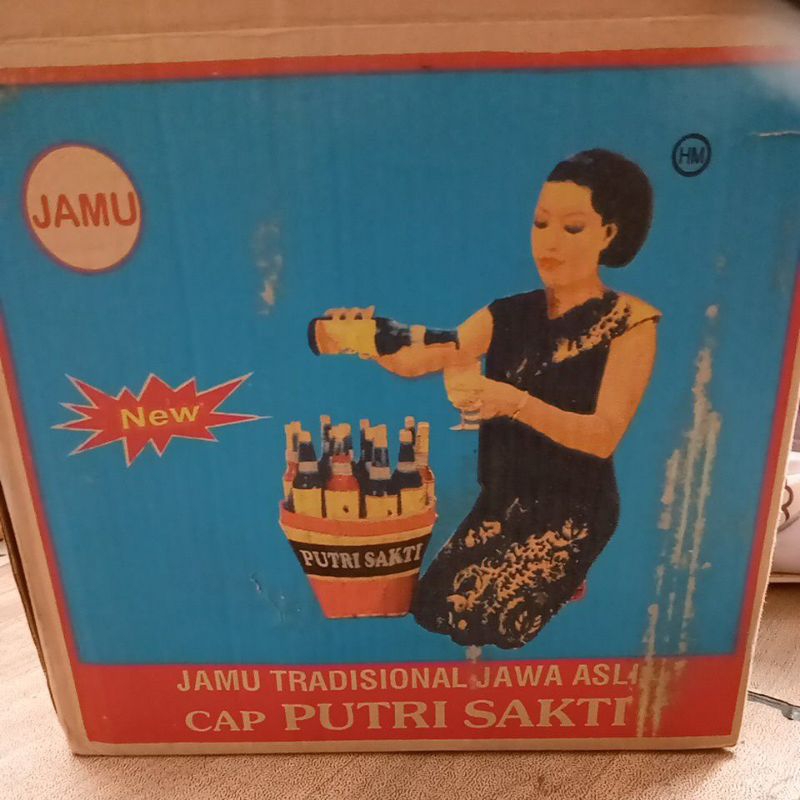 JAMU
HM
New
PUTRI SAKTI
JAMU TRADISIONAL JAWA ASLI
CAP PUTRI SAKTI